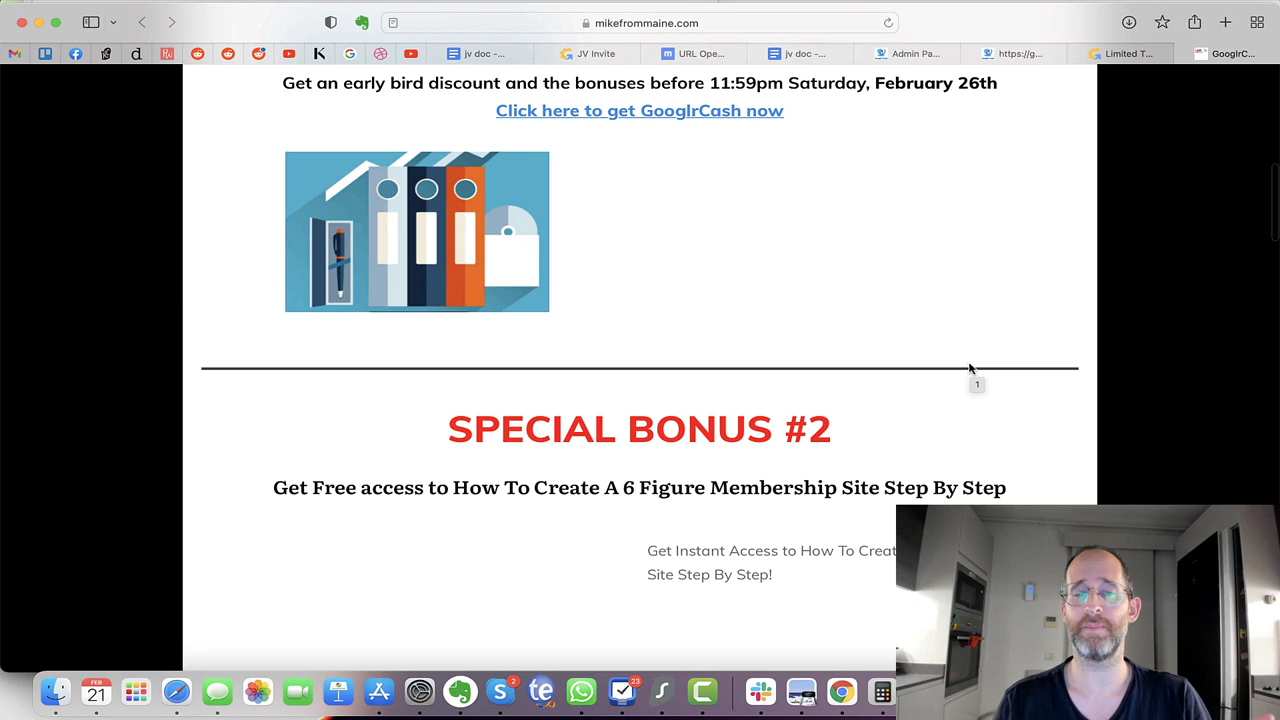 mikefrommaine.com
jv doc -...
JV Invite
URL Ope...
jv doc -...
Admin Pa...
https://g...
Limited T...
GooglrC...
Get an early bird discount and the bonuses before 11:59pm Saturday, February 26th
Click here to get GooglrCash now
1
SPECIAL BONUS #2
Get Free access to How To Create A 6 Figure Membership Site Step By Step
Get Instant Access to How To Creat
Site Step By Step!
FEB
21
2
te
23